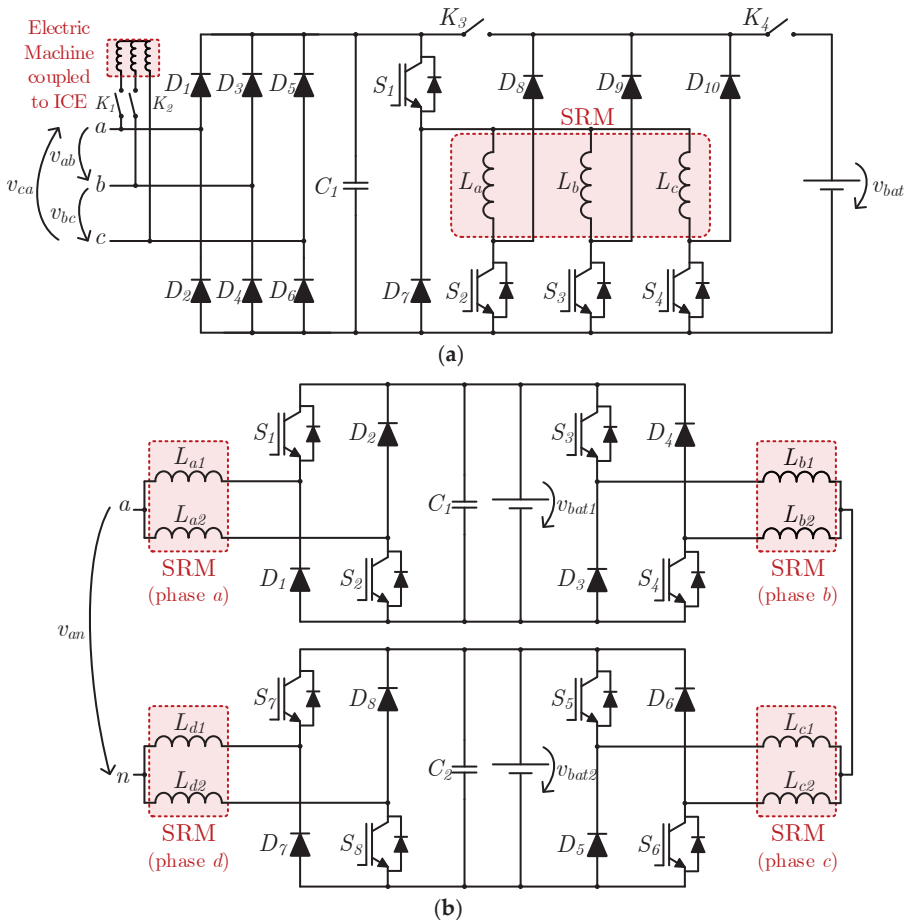 Electric
Machine
coupled
to ICE
K1
K2
a
b
c
vab
vbc
vca
D1
D3
D5
D2
D4
D6
C1
S1
K3
K4
D8
D9
D10
SRM
La
Lb
Lc
D7
S2
S3
S4
vbat
(a)
S1
D2
S3
D4
La1
La2
a
SRM
(phase a)
C1
vbat1
D1
S2
D3
S4
Lb1
Lb2
SRM
(phase b)
van
S7
D8
S5
D6
Ld1
Ld2
n
SRM
(phase d)
C2
vbat2
D7
S8
D5
S6
Lc1
Lc2
SRM
(phase c)
(b)